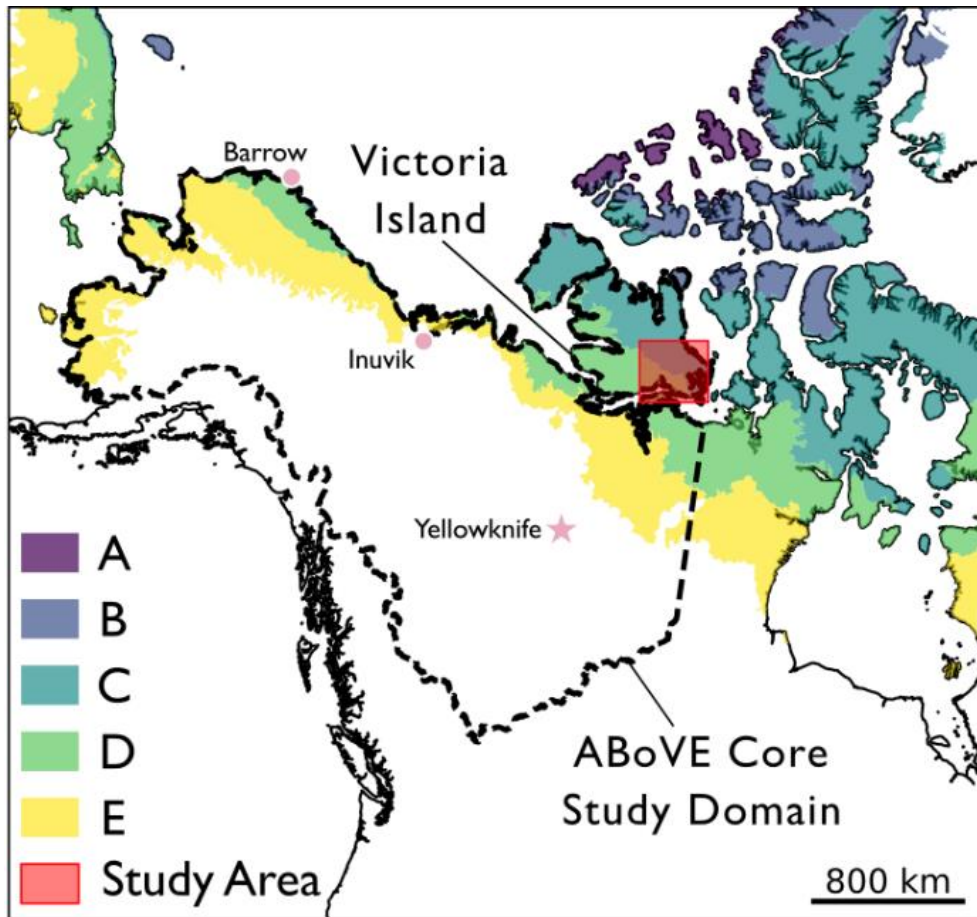 Barrow
Victoria
Island
Inuvik
Yellowknife
A
B
C
D
E
Study Area
ABoVE Core
Study Domain
800 km